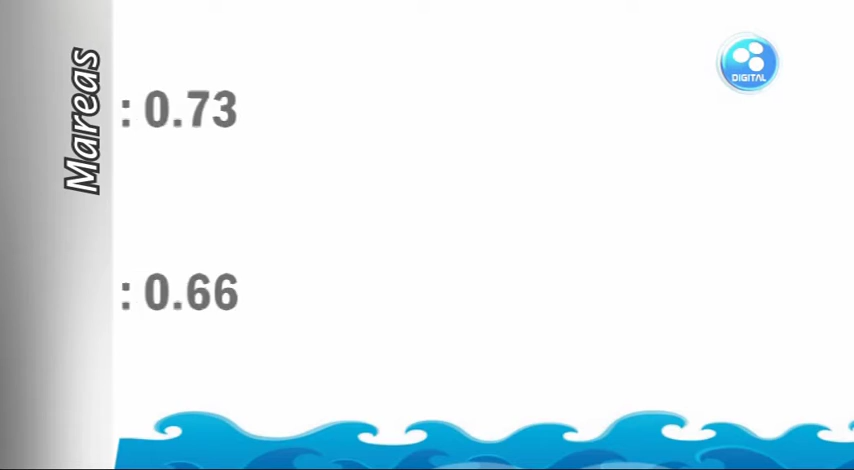 Mareas
: 0.73
: 0.66
DIGITAL